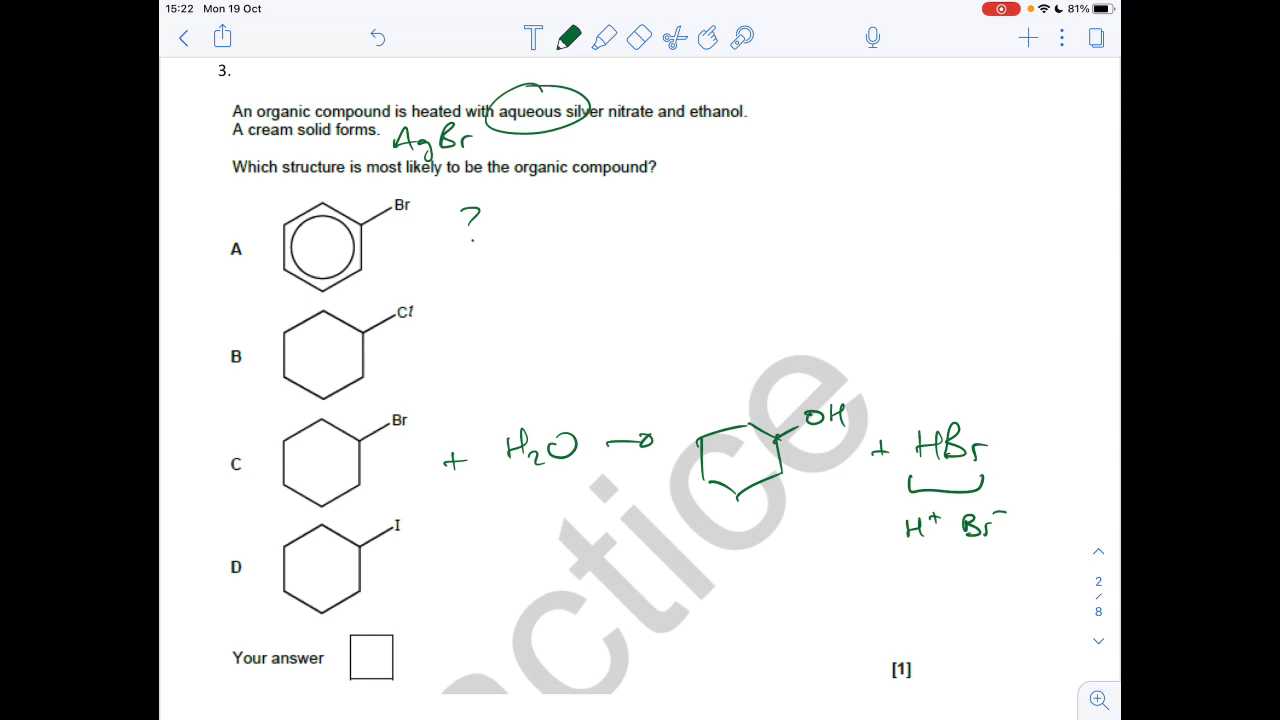 15:22 Mon 19 Oct
81%
T
3.
An organic compound is heated with aqueous silver nitrate and ethanol.
A cream solid forms. AgBr
Which structure is most likely to be the organic compound?
Br
?
A
Cl
B
Br
OH
C
+ H₂O → + HBr
H⁺ Br⁻
I
D
2
/
8
Your answer
[1]
ctice